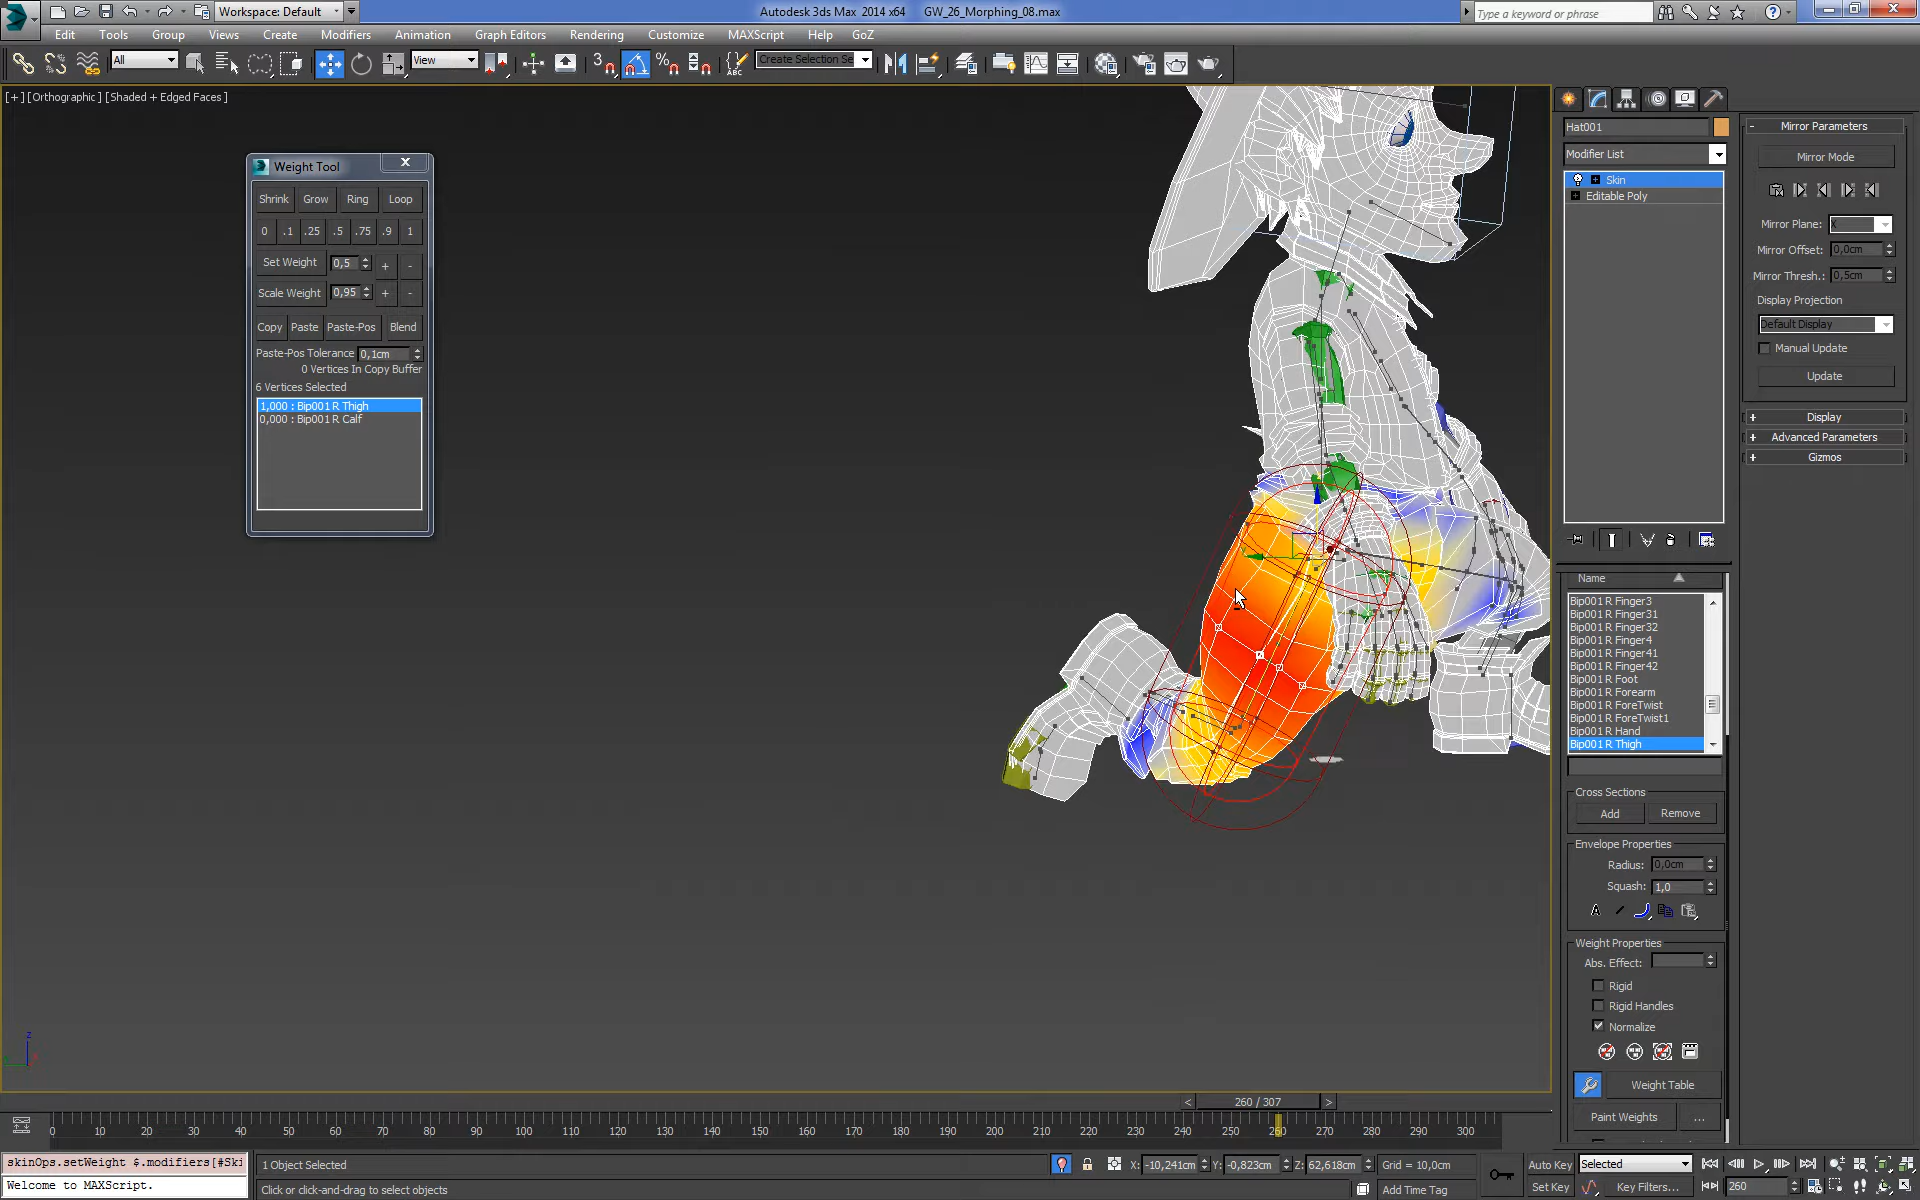 Workspace: Default
Autodesk 3ds Max  2014 x64    GW_26_Morphing_08.max
Type a keyword or phrase
Edit Tools Group Views Create Modifiers Animation Graph Editors Rendering Customize MAXScript Help GoZ
All
View
3
Create Selection Se
[+] [Orthographic ] [Shaded + Edged Faces ]
Weight Tool
Shrink Grow Ring Loop
0 .1 .25 .5 .75 .9 1
Set Weight 0,5 + -
Scale Weight 0,95 + -
Copy Paste Paste-Pos Blend
Paste-Pos Tolerance 0,1cm
0 Vertices In Copy Buffer
6 Vertices Selected
1,000 : Bip001 R Thigh
0,000 : Bip001 R Calf
Hat001
Modifier List
Skin
Editable Poly
Name
Bip001 R Finger3
Bip001 R Finger31
Bip001 R Finger32
Bip001 R Finger4
Bip001 R Finger41
Bip001 R Finger42
Bip001 R Foot
Bip001 R Forearm
Bip001 R ForeTwist
Bip001 R ForeTwist1
Bip001 R Hand
Bip001 R Thigh
Cross Sections
Add Remove
Envelope Properties
Radius: 0,0cm
Squash: 1,0
Weight Properties
Abs. Effect:
Rigid
Rigid Handles
Normalize
Weight Table
Paint Weights ...
- Mirror Parameters
Mirror Mode
Mirror Plane: X
Mirror Offset: 0,0cm
Mirror Thresh.: 0,5cm
Display Projection
Default Display
Manual Update
Update
+ Display
+ Advanced Parameters
+ Gizmos
z
< 260 / 307 >
0 10 20 30 40 50 60 70 80 90 100 110 120 130 140 150 160 170 180 190 200 210 220 230 240 250 260 270 280 290 300
skinOps.setWeight $.modifiers[#Ski
Welcome to MAXScript.
1 Object Selected
Click or click-and-drag to select objects
X: -10,241cm Y: -0,823cm Z: 62,618cm Grid = 10,0cm
Add Time Tag
Auto Key Selected
Set Key Key Filters...
260